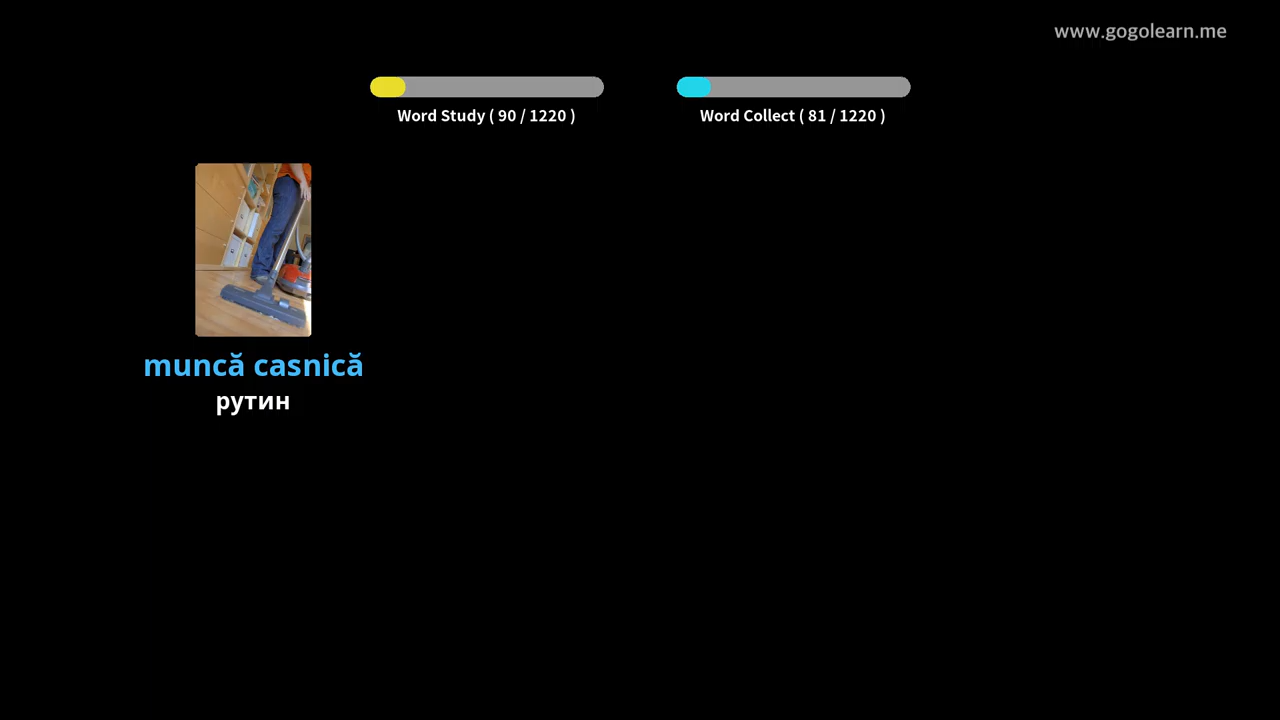 www.gogolearn.me
Word Study ( 90 / 1220 )
Word Collect ( 81 / 1220 )
muncă casnică
рутин